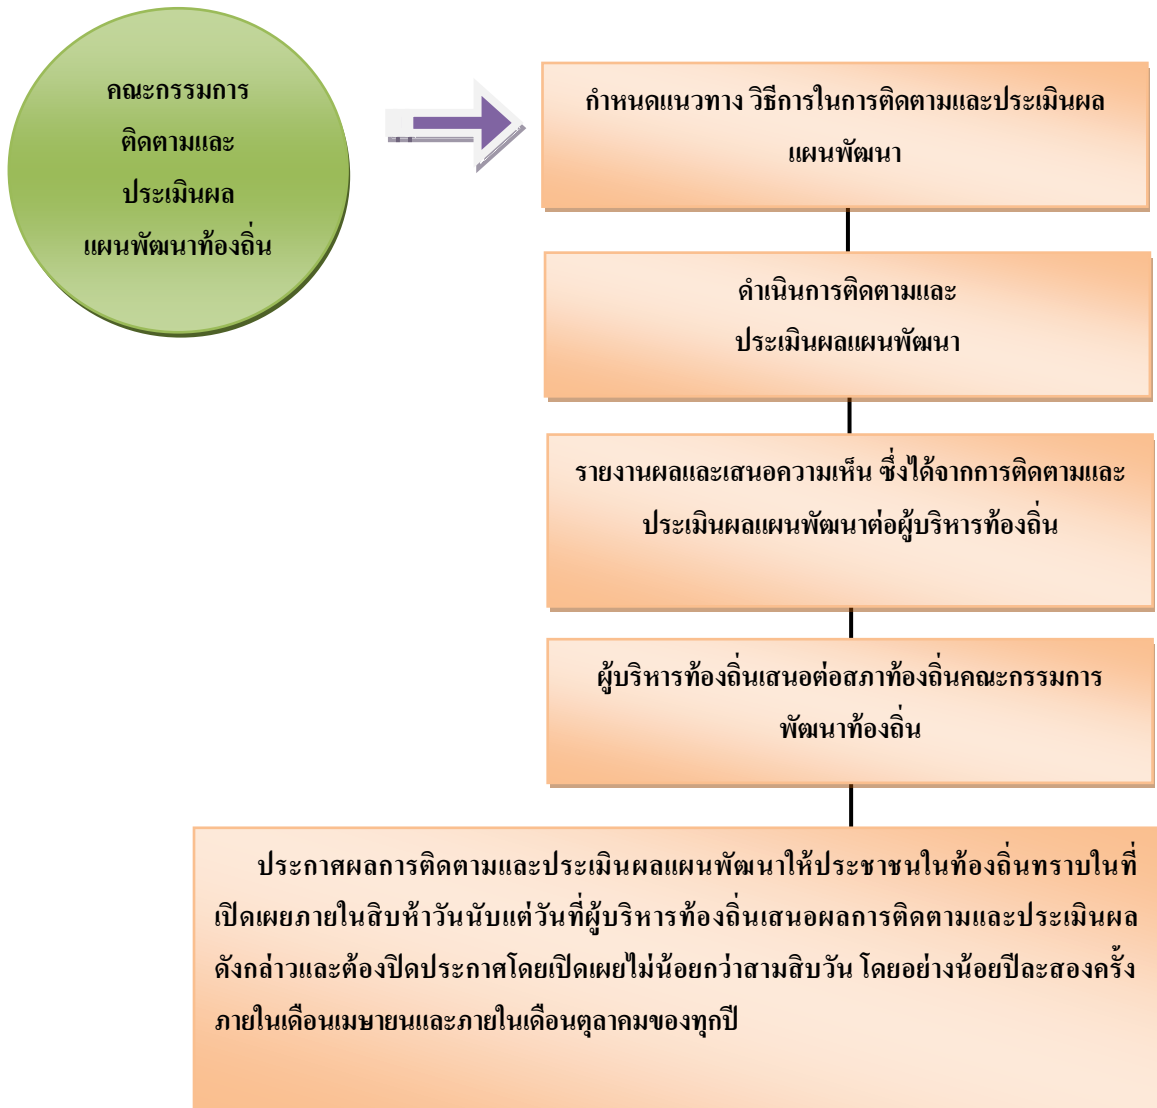 คณะกรรมการ
ติดตามและ
ประเมินผล
แผนพัฒนาท้องถิ่น
กำหนดแนวทาง วิธีการในการติดตามและประเมินผล
แผนพัฒนา
ดำเนินการติดตามและ
ประเมินผลแผนพัฒนา
รายงานผลและเสนอความเห็น ซึ่งได้จากการติดตามและ
ประเมินผลแผนพัฒนาต่อผู้บริหารท้องถิ่น
ผู้บริหารท้องถิ่นเสนอต่อสภาท้องถิ่นคณะกรรมการ
พัฒนาท้องถิ่น
ประกาศผลการติดตามและประเมินผลแผนพัฒนาให้ประชาชนในท้องถิ่นทราบในที่
เปิดเผยภายในสิบห้าวันนับแต่วันที่ผู้บริหารท้องถิ่นเสนอผลการติดตามและประเมินผล
ดังกล่าวและต้องปิดประกาศโดยเปิดเผยไม่น้อยกว่าสามสิบวัน โดยอย่างน้อยปีละสองครั้ง
ภายในเดือนเมษายนและภายในเดือนตุลาคมของทุกปี